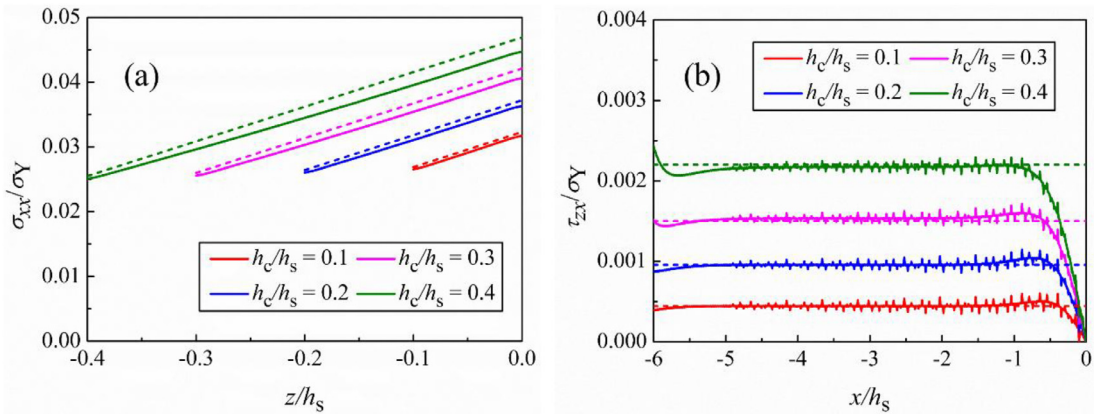 0.05
0.04
0.03
0.02
0.01
0.00
σxx/σY
(a)
hc/hs = 0.1 hc/hs = 0.3
hc/hs = 0.2 hc/hs = 0.4
-0.4 -0.3 -0.2 -0.1 0.0
z/hs
0.004
0.003
0.002
0.001
0.000
τzx/σY
(b)
hc/hs = 0.1 hc/hs = 0.3
hc/hs = 0.2 hc/hs = 0.4
-6 -5 -4 -3 -2 -1 0
x/hs